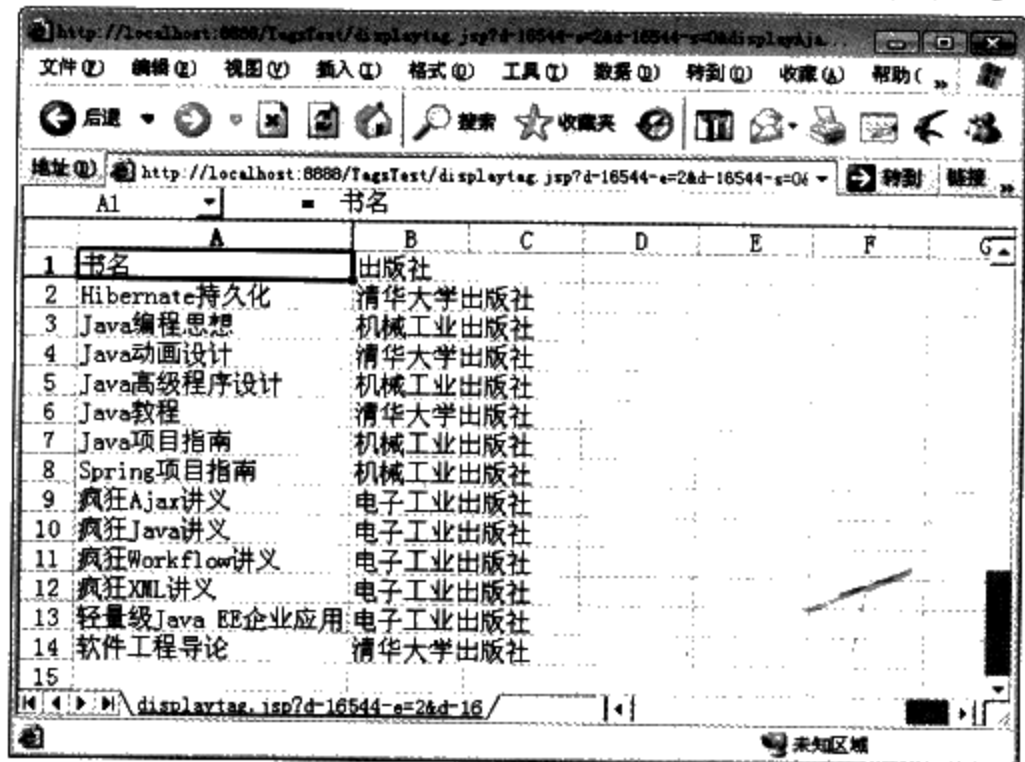 http://localhost:8888/TagsTest/displaytag.jsp?d-16544-e=2&d-16544-s=0&displayAja...
文件(F) 编辑(E) 视图(V) 插入(I) 格式(O) 工具(T) 数据(D) 转到(G) 收藏(A) 帮助( »
后退 搜索 收藏夹
地址(D) http://localhost:8888/TagsTest/displaytag.jsp?d-16544-e=2&d-16544-s=0& 转到 链接 »
A1 = 书名
A B C D E F G
1 书名 出版社
2 Hibernate持久化 清华大学出版社
3 Java编程思想 机械工业出版社
4 Java动画设计 清华大学出版社
5 Java高级程序设计 机械工业出版社
6 Java教程 清华大学出版社
7 Java项目指南 机械工业出版社
8 Spring项目指南 机械工业出版社
9 疯狂Ajax讲义 电子工业出版社
10 疯狂Java讲义 电子工业出版社
11 疯狂Workflow讲义 电子工业出版社
12 疯狂XML讲义 电子工业出版社
13 轻量级Java EE企业应用 电子工业出版社
14 软件工程导论 清华大学出版社
15
displaytag.jsp?d-16544-e=2&d-16
未知区域